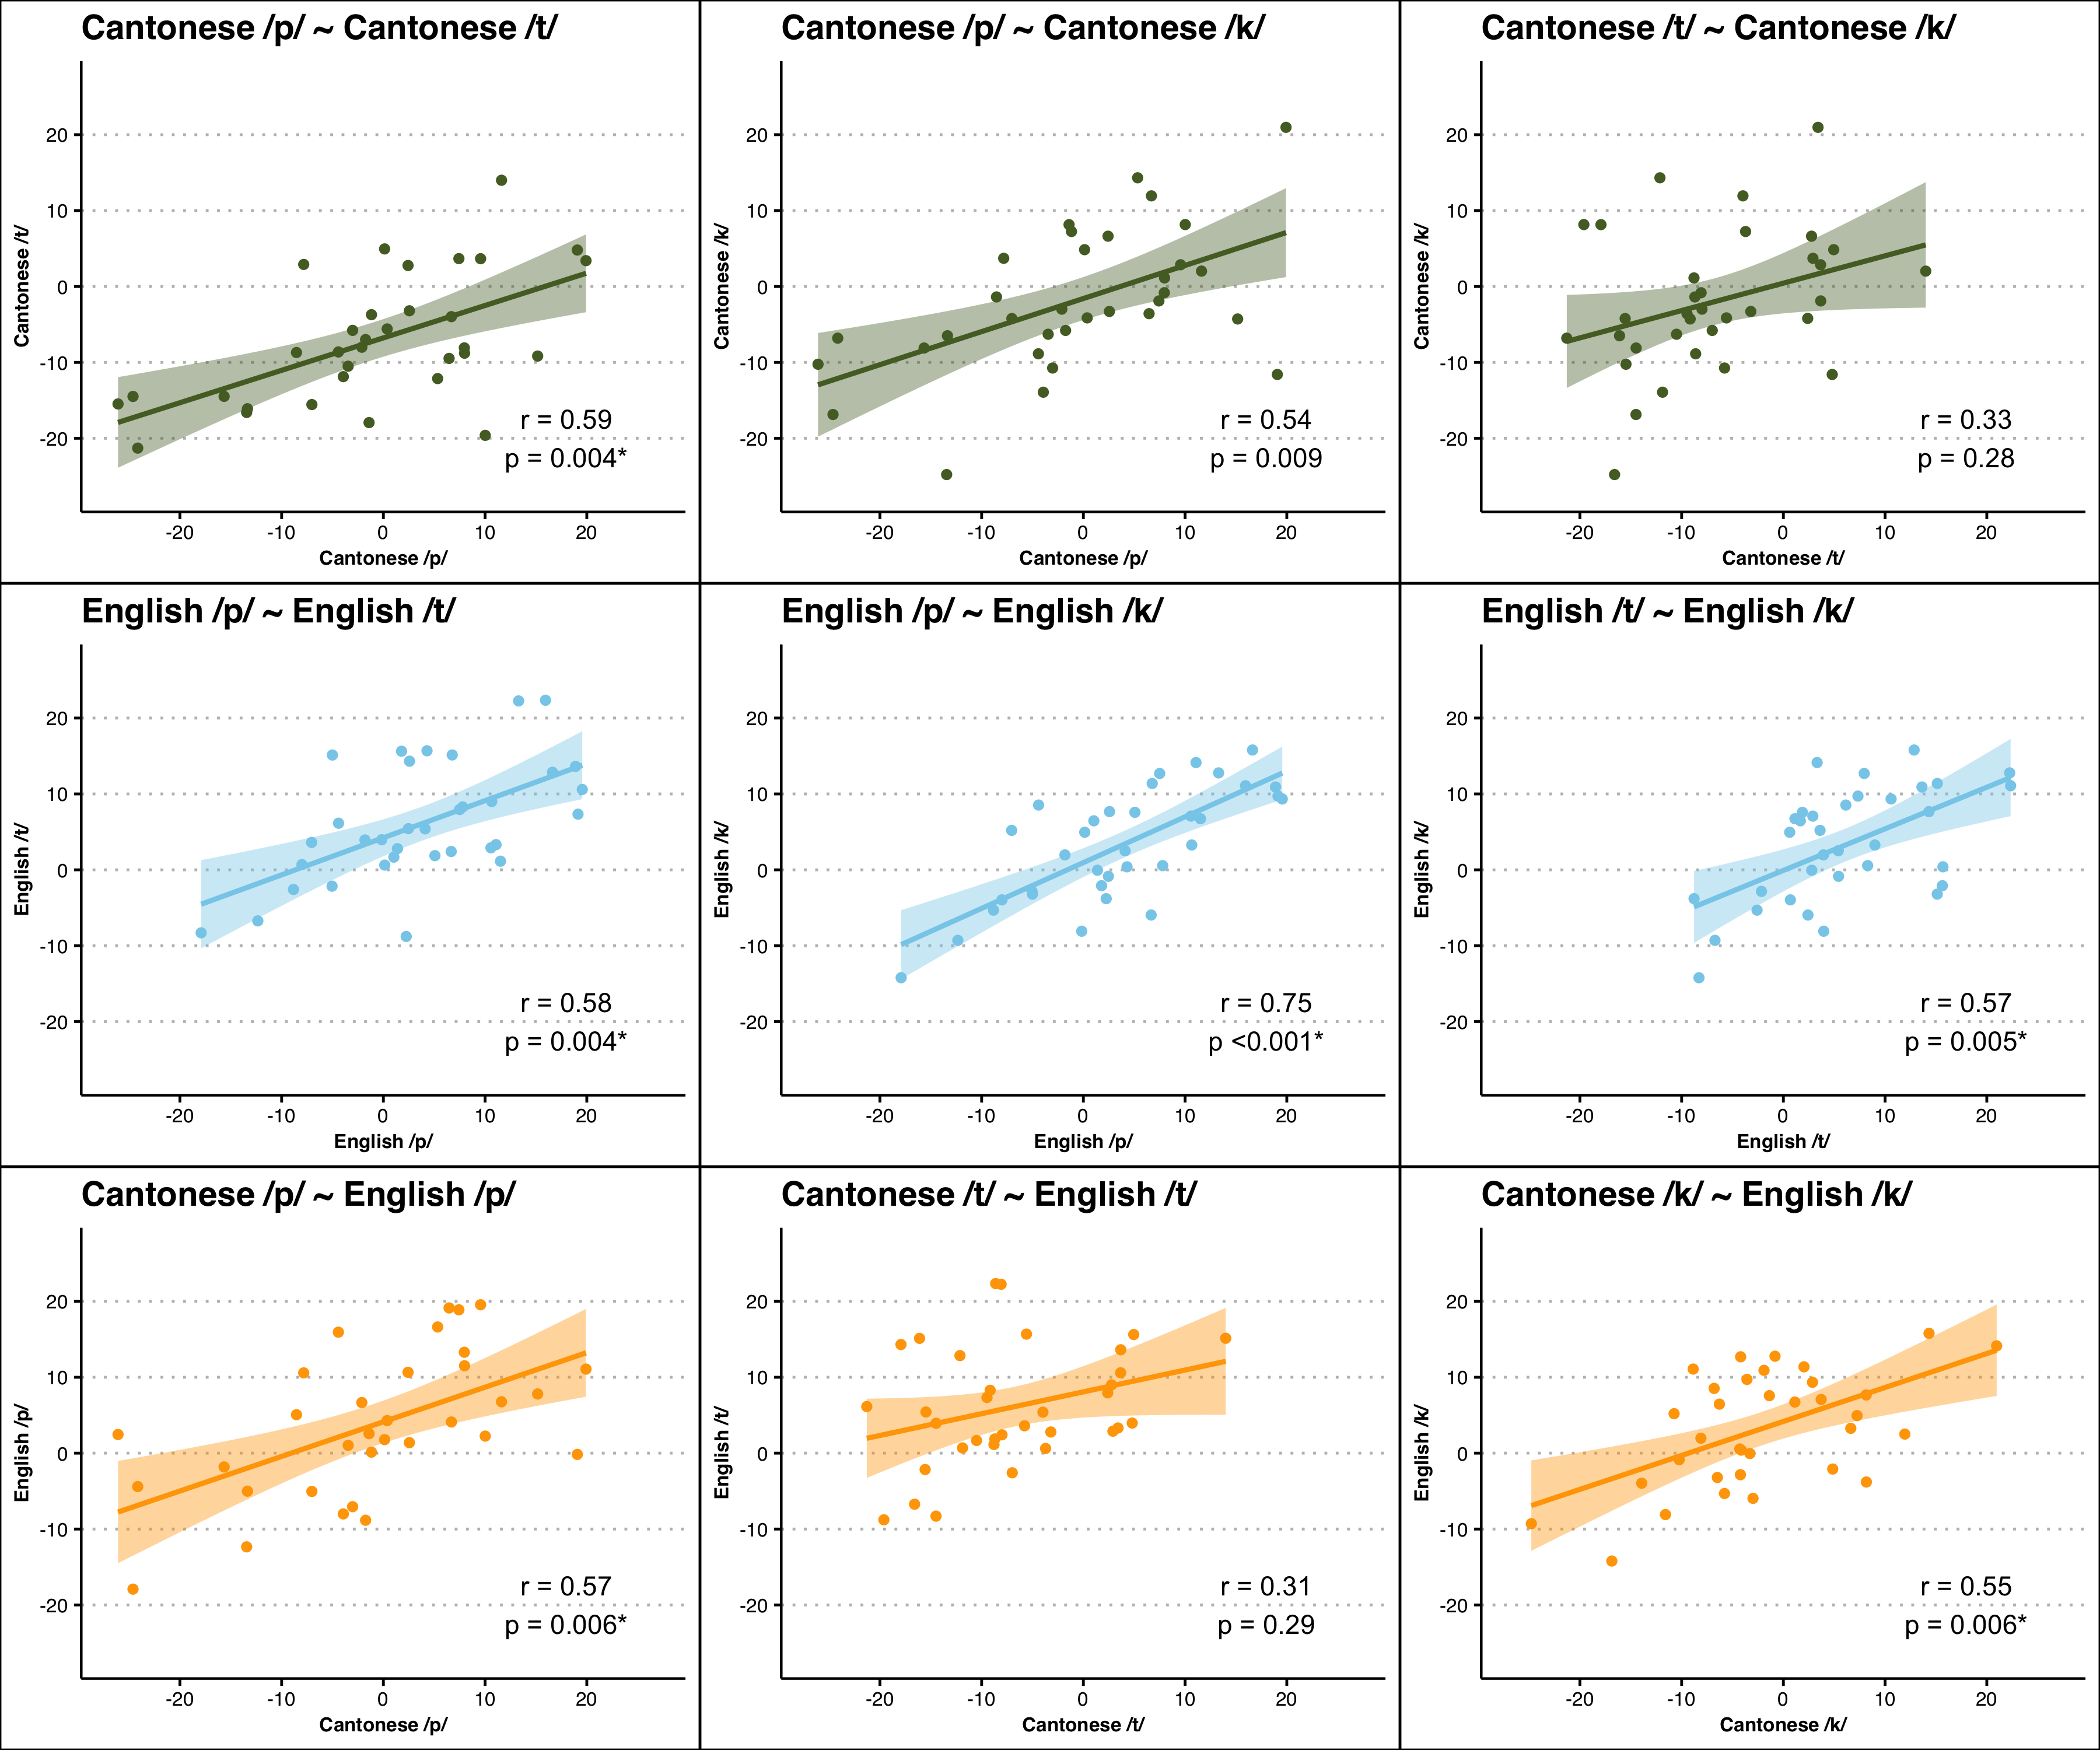 Cantonese /p/ ~ Cantonese /t/
20
10
0
-10
-20
Cantonese /t/
r = 0.59
p = 0.004*
-20 -10 0 10 20
Cantonese /p/
Cantonese /p/ ~ Cantonese /k/
20
10
0
-10
-20
Cantonese /k/
r = 0.54
p = 0.009
-20 -10 0 10 20
Cantonese /p/
Cantonese /t/ ~ Cantonese /k/
20
10
0
-10
-20
Cantonese /k/
r = 0.33
p = 0.28
-20 -10 0 10 20
Cantonese /t/
English /p/ ~ English /t/
20
10
0
-10
-20
English /t/
r = 0.58
p = 0.004*
-20 -10 0 10 20
English /p/
English /p/ ~ English /k/
20
10
0
-10
-20
English /k/
r = 0.75
p <0.001*
-20 -10 0 10 20
English /p/
English /t/ ~ English /k/
20
10
0
-10
-20
English /k/
r = 0.57
p = 0.005*
-20 -10 0 10 20
English /t/
Cantonese /p/ ~ English /p/
20
10
0
-10
-20
English /p/
r = 0.57
p = 0.006*
-20 -10 0 10 20
Cantonese /p/
Cantonese /t/ ~ English /t/
20
10
0
-10
-20
English /t/
r = 0.31
p = 0.29
-20 -10 0 10 20
Cantonese /t/
Cantonese /k/ ~ English /k/
20
10
0
-10
-20
English /k/
r = 0.55
p = 0.006*
-20 -10 0 10 20
Cantonese /k/